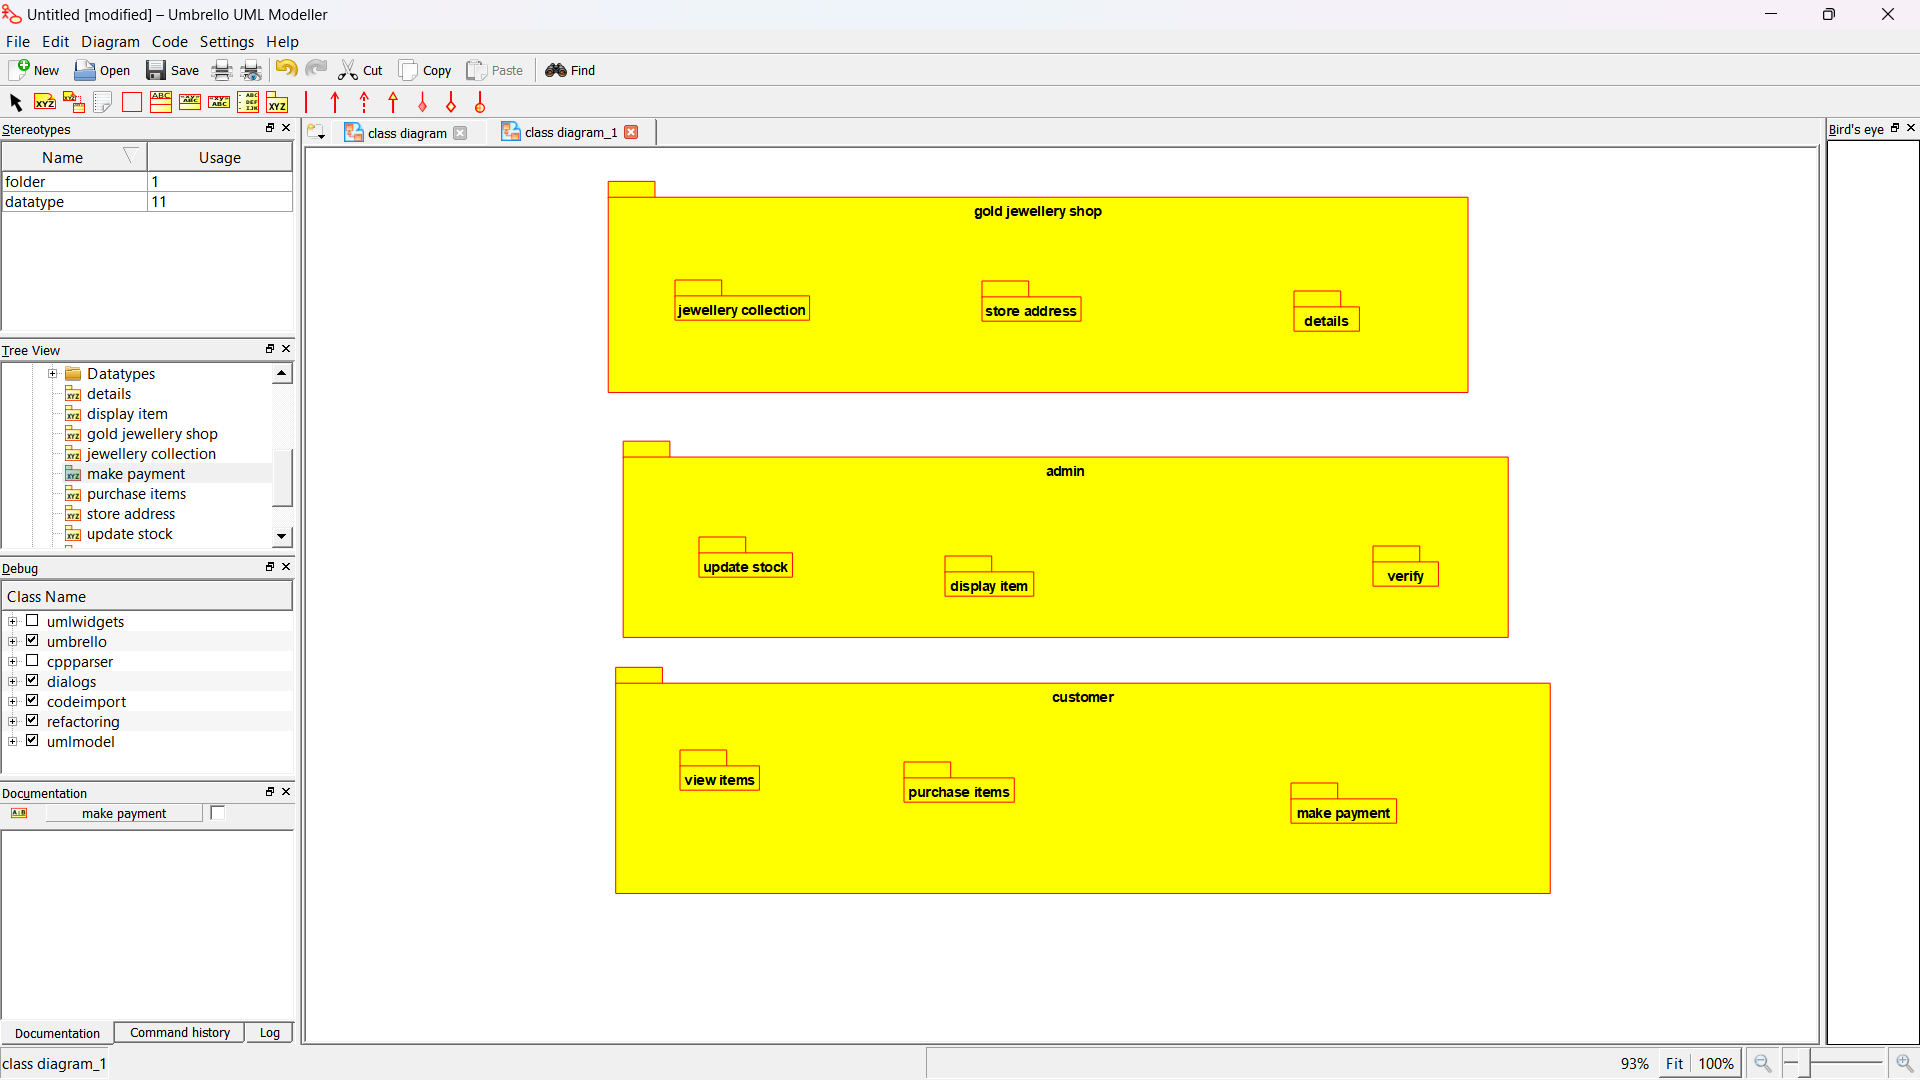 Untitled [modified] – Umbrello UML Modeller
File Edit Diagram Code Settings Help
New Open Save Cut Copy Paste Find
Stereotypes
Name Usage
folder 1
datatype 11
Tree View
Datatypes
details
display item
gold jewellery shop
jewellery collection
make payment
purchase items
store address
update stock
Debug
Class Name
umlwidgets
umbrello
cppparser
dialogs
codeimport
refactoring
umlmodel
Documentation
make payment
Documentation Command history Log
class diagram class diagram_1
gold jewellery shop
jewellery collection
store address
details
admin
update stock
display item
verify
customer
view items
purchase items
make payment
Bird's eye
class diagram_1
93% Fit 100%